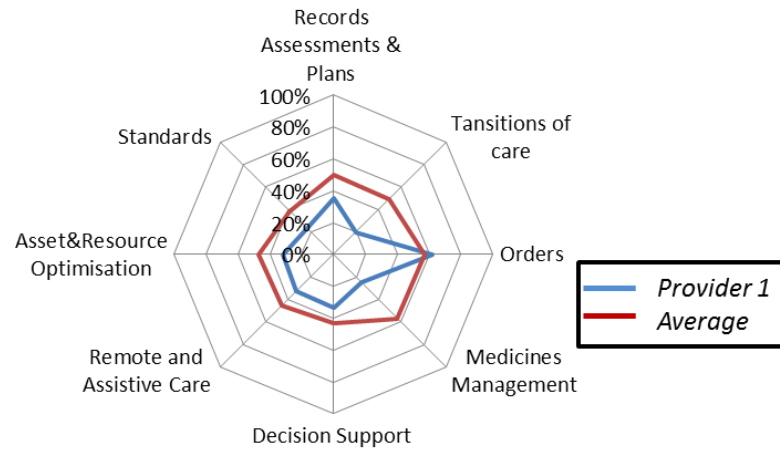 Records
Assessments &
Plans
100%
80%
60%
40%
20%
0%
Tansitions of
care
Orders
Medicines
Management
Decision Support
Remote and
Assistive Care
Asset&Resource
Optimisation
Standards
Provider 1
Average